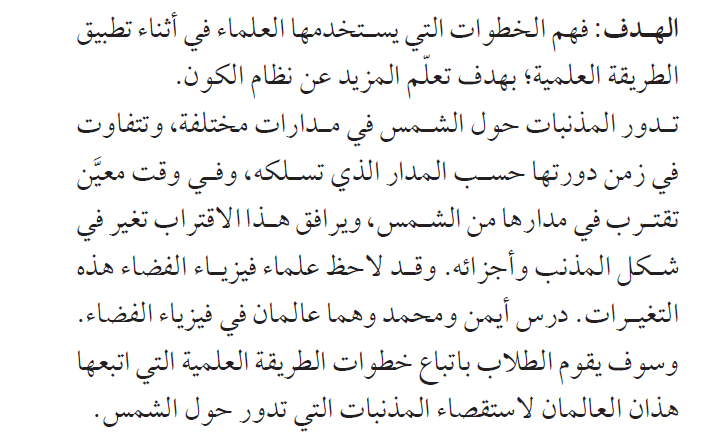 الهدف: فهم الخطوات التي يستخدمها العلماء في أثناء تطبيق
الطريقة العلمية؛ بهدف تعلّم المزيد عن نظام الكون.
تدور المذنبات حول الشمس في مدارات مختلفة، وتتفاوت
في زمن دورتها حسب المدار الذي تسلكه، وفي وقت معيَّن
تقترب في مدارها من الشمس، ويرافق هذا الاقتراب تغير في
شكل المذنب وأجزائه. وقد لاحظ علماء فيزياء الفضاء هذه
التغيرات. درس أيمن ومحمد وهما عالمان في فيزياء الفضاء.
وسوف يقوم الطلاب باتباع خطوات الطريقة العلمية التي اتبعها
هذان العالمان لاستقصاء المذنبات التي تدور حول الشمس.